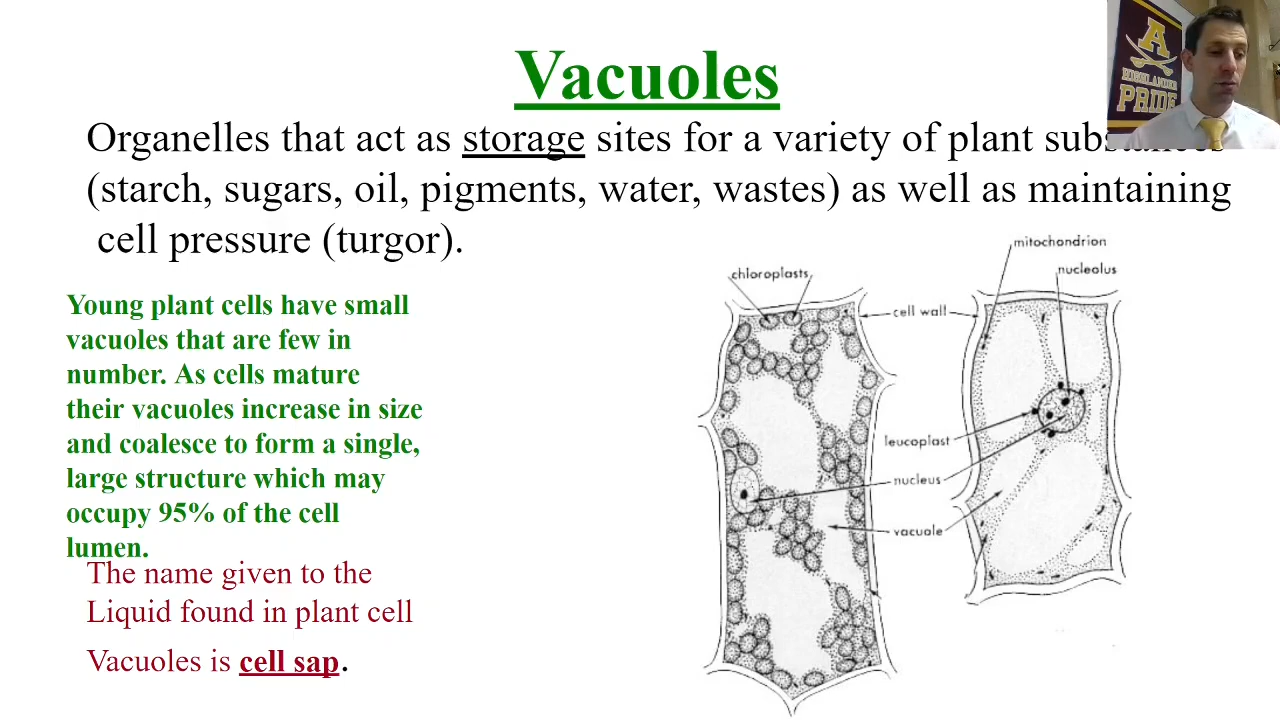 Vacuoles
Organelles that act as storage sites for a variety of plant substances
(starch, sugars, oil, pigments, water, wastes) as well as maintaining
cell pressure (turgor).
Young plant cells have small
vacuoles that are few in
number. As cells mature
their vacuoles increase in size
and coalesce to form a single,
large structure which may
occupy 95% of the cell
lumen.
The name given to the
Liquid found in plant cell
Vacuoles is cell sap.
chloroplasts
mitochondrion
nucleolus
cell wall
leucoplast
nucleus
vacuole
A
HIGHLANDER
PRIDE